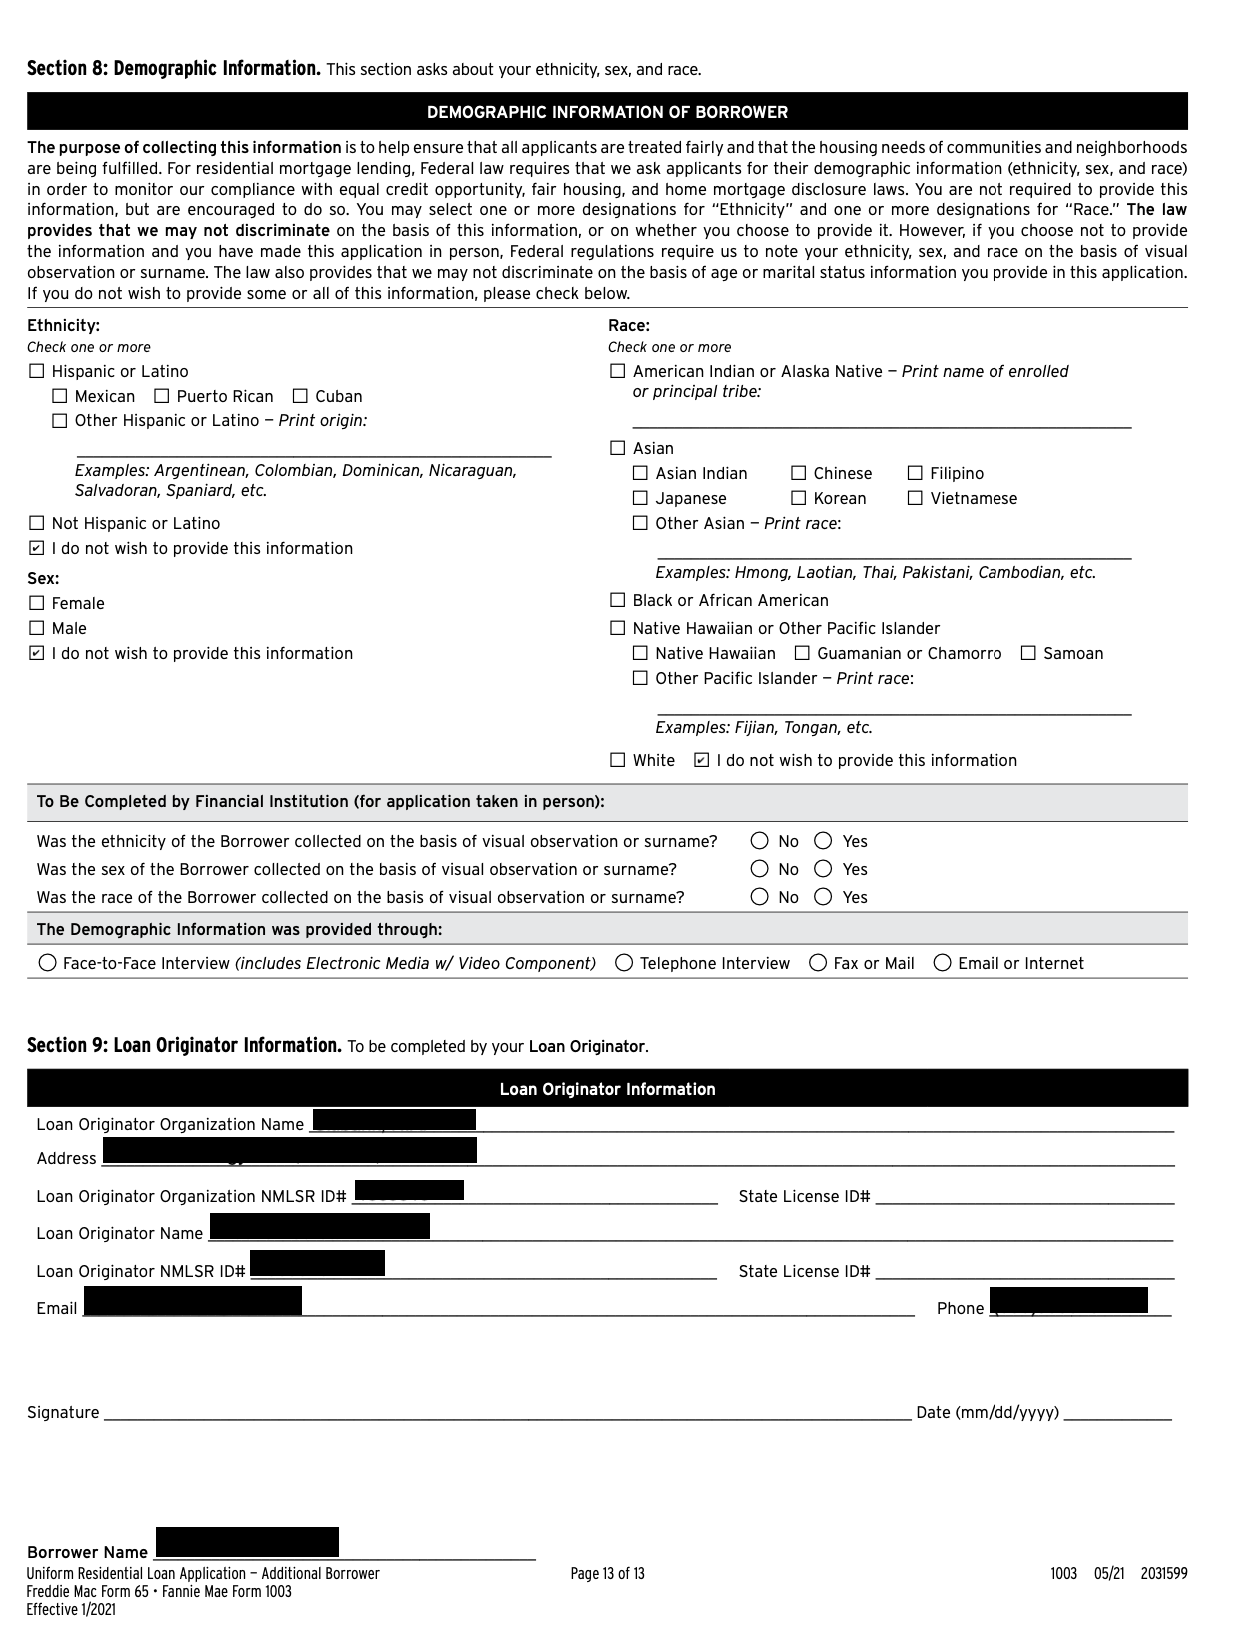 Section 8: Demographic Information. This section asks about your ethnicity, sex, and race.
DEMOGRAPHIC INFORMATION OF BORROWER
The purpose of collecting this information is to help ensure that all applicants are treated fairly and that the housing needs of communities and neighborhoods
are being fulfilled. For residential mortgage lending, Federal law requires that we ask applicants for their demographic information (ethnicity, sex, and race)
in order to monitor our compliance with equal credit opportunity, fair housing, and home mortgage disclosure laws. You are not required to provide this
information, but are encouraged to do so. You may select one or more designations for “Ethnicity” and one or more designations for “Race.” The law
provides that we may not discriminate on the basis of this information, or on whether you choose to provide it. However, if you choose not to provide
the information and you have made this application in person, Federal regulations require us to note your ethnicity, sex, and race on the basis of visual
observation or surname. The law also provides that we may not discriminate on the basis of age or marital status information you provide in this application.
If you do not wish to provide some or all of this information, please check below.
Ethnicity:
Check one or more
☐ Hispanic or Latino
☐ Mexican ☐ Puerto Rican ☐ Cuban
☐ Other Hispanic or Latino – Print origin:
Examples: Argentinean, Colombian, Dominican, Nicaraguan,
Salvadoran, Spaniard, etc.
☐ Not Hispanic or Latino
☑ I do not wish to provide this information
Sex:
☐ Female
☐ Male
☑ I do not wish to provide this information
Race:
Check one or more
☐ American Indian or Alaska Native – Print name of enrolled
or principal tribe:
☐ Asian
☐ Asian Indian ☐ Chinese ☐ Filipino
☐ Japanese ☐ Korean ☐ Vietnamese
☐ Other Asian – Print race:
Examples: Hmong, Laotian, Thai, Pakistani, Cambodian, etc.
☐ Black or African American
☐ Native Hawaiian or Other Pacific Islander
☐ Native Hawaiian ☐ Guamanian or Chamorro ☐ Samoan
☐ Other Pacific Islander – Print race:
Examples: Fijian, Tongan, etc.
☐ White ☑ I do not wish to provide this information
To Be Completed by Financial Institution (for application taken in person):
Was the ethnicity of the Borrower collected on the basis of visual observation or surname? ○ No ○ Yes
Was the sex of the Borrower collected on the basis of visual observation or surname? ○ No ○ Yes
Was the race of the Borrower collected on the basis of visual observation or surname? ○ No ○ Yes
The Demographic Information was provided through:
○ Face-to-Face Interview (includes Electronic Media w/ Video Component) ○ Telephone Interview ○ Fax or Mail ○ Email or Internet
Section 9: Loan Originator Information. To be completed by your Loan Originator.
Loan Originator Information
Loan Originator Organization Name
Address
Loan Originator Organization NMLSR ID# State License ID#
Loan Originator Name
Loan Originator NMLSR ID# State License ID#
Email Phone
Signature Date (mm/dd/yyyy)
Borrower Name
Uniform Residential Loan Application – Additional Borrower Page 13 of 13 1003 05/21 2031599
Freddie Mac Form 65 • Fannie Mae Form 1003
Effective 1/2021